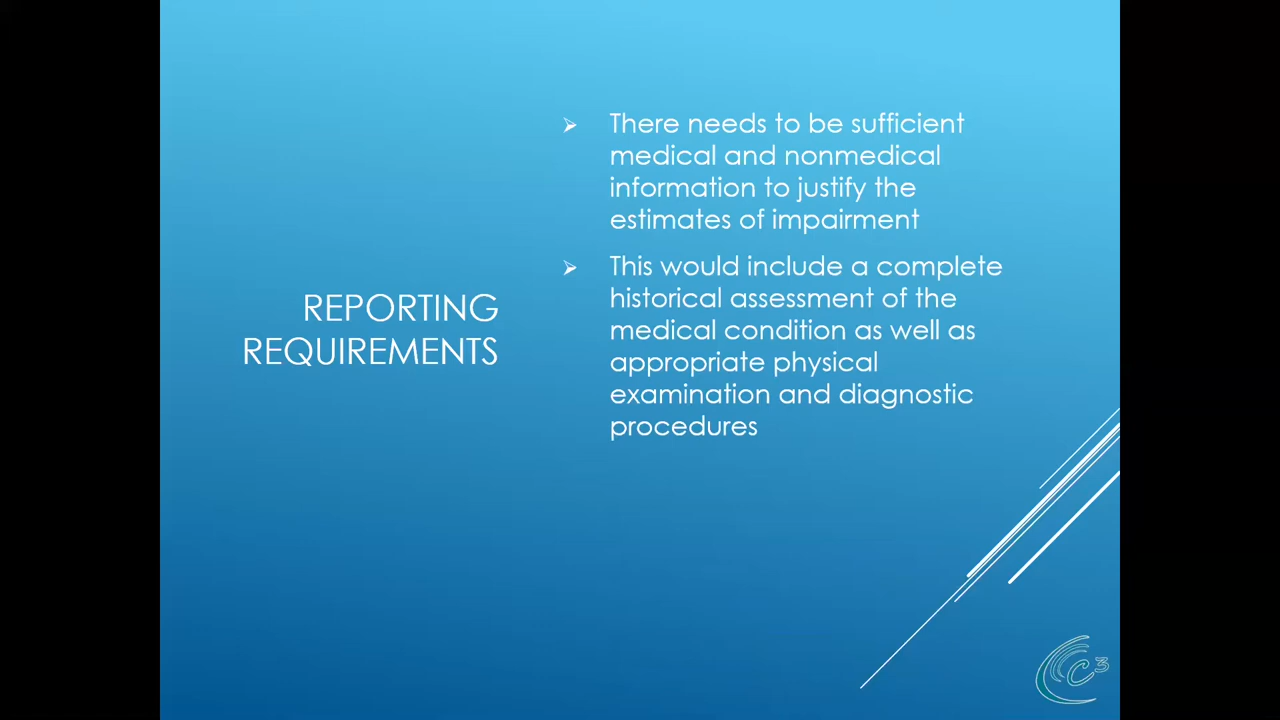 REPORTING
REQUIREMENTS
There needs to be sufficient
medical and nonmedical
information to justify the
estimates of impairment
This would include a complete
historical assessment of the
medical condition as well as
appropriate physical
examination and diagnostic
procedures
C3